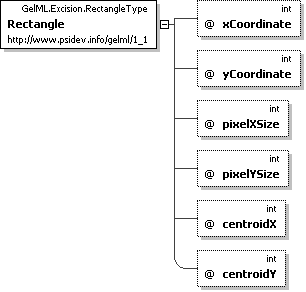 GelML.Excision.RectangleType
Rectangle
http://www.psidev.info/gelml/1_1
int
@ xCoordinate
int
@ yCoordinate
int
@ pixelXSize
int
@ pixelYSize
int
@ centroidX
int
@ centroidY